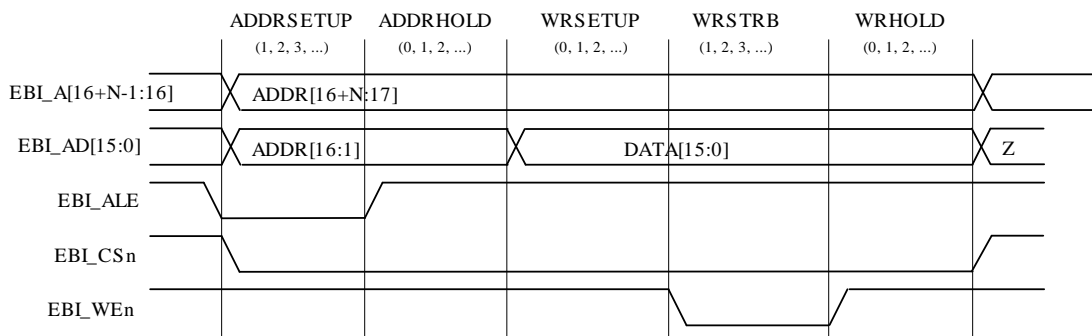 ADDRSETUP ADDRHOLD WRSETUP WRSTRB WRHOLD
(1, 2, 3, ...) (0, 1, 2, ...) (0, 1, 2, ...) (1, 2, 3, ...) (0, 1, 2, ...)
EBI_A[16+N-1:16] ADDR[16+N:17]
EBI_AD[15:0] ADDR[16:1] DATA[15:0] Z
EBI_ALE
EBI_CSn
EBI_WEn